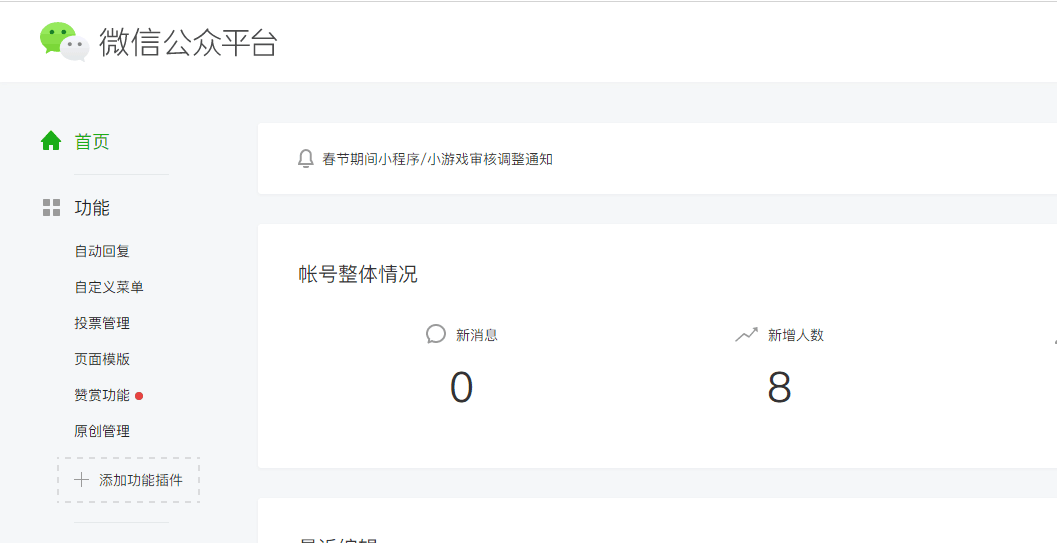 微信公众平台
首页
功能
自动回复
自定义菜单
投票管理
页面模版
赞赏功能
原创管理
添加功能插件
春节期间小程序/小游戏审核调整通知
帐号整体情况
新消息
0
新增人数
8